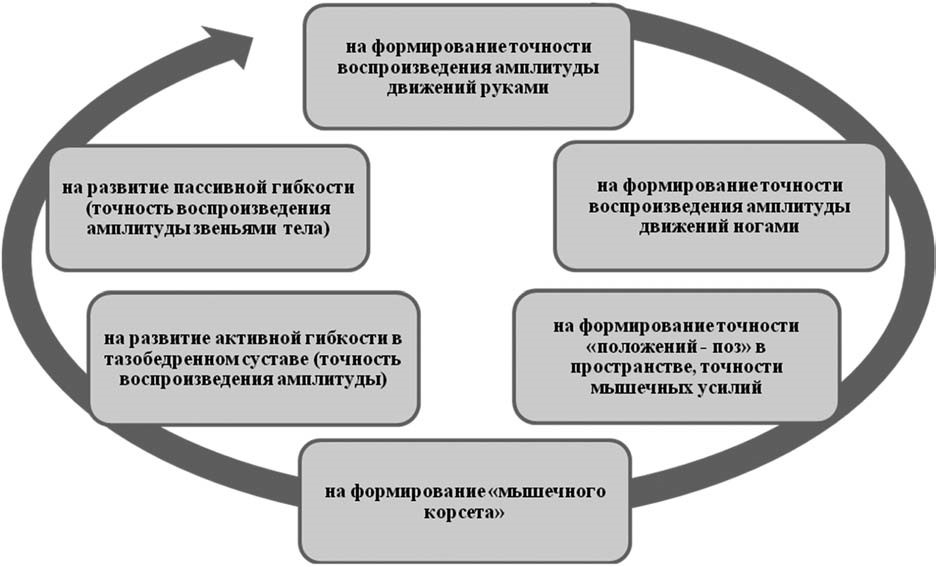 на формирование точности
воспроизведения амплитуды
движений руками
на формирование точности
воспроизведения амплитуды
движений ногами
на формирование точности
«положений - поз» в
пространстве, точности
мышечных усилий
на формирование «мышечного
корсета»
на развитие активной гибкости в
тазобедренном суставе (точность
воспроизведения амплитуды)
на развитие пассивной гибкости
(точность воспроизведения
амплитуды звеньями тела)